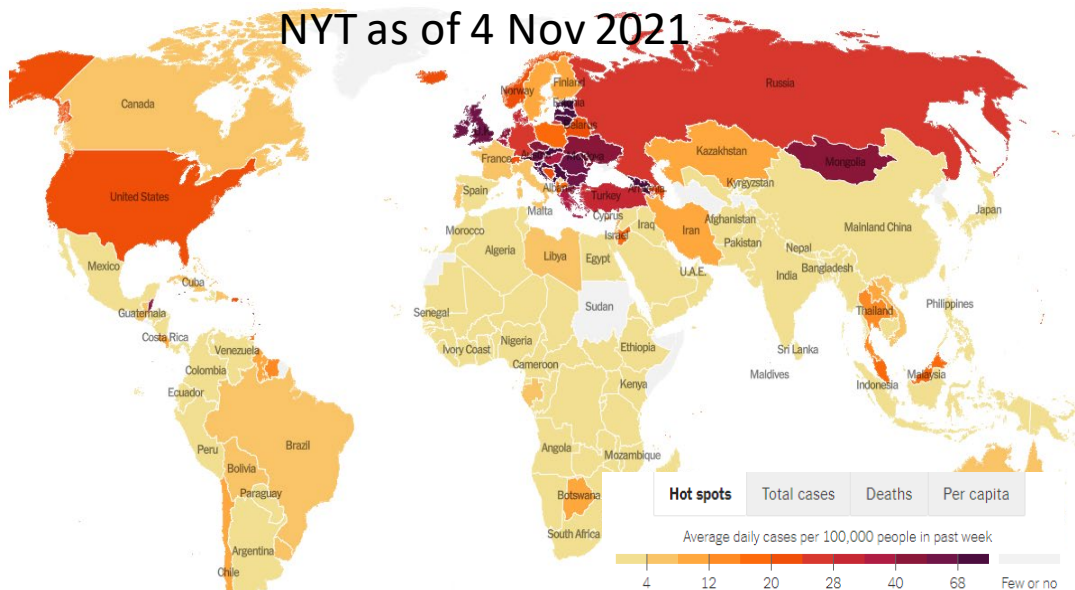 NYT as of 4 Nov 2021
Russia
Canada
Norway
Finland
Estonia
Belarus
Kazakhstan
Mongolia
France
Moldova
United States
Spain
Turkey
Kyrgyzstan
Japan
Malta
Cyprus
Iraq
Iran
Afghanistan
Mainland China
Morocco
Israel
Pakistan
Nepal
Algeria
Libya
Egypt
U.A.E.
India
Bangladesh
Mexico
Cuba
Sudan
Philippines
Guatemala
Senegal
Thailand
Costa Rica
Nigeria
Ethiopia
Sri Lanka
Venezuela
Ivory Coast
Cameroon
Colombia
Maldives
Malaysia
Ecuador
Kenya
Indonesia
Peru
Brazil
Angola
Mozambique
Bolivia
Paraguay
Botswana
South Africa
Argentina
Chile
Hot spots
Total cases
Deaths
Per capita
Average daily cases per 100,000 people in past week
4 12 20 28 40 68 Few or no